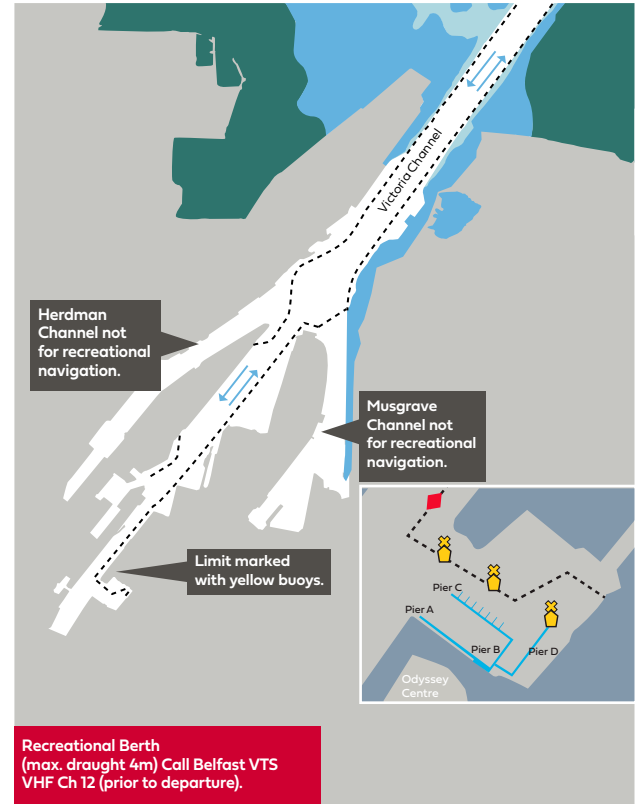 Victoria Channel
Herdman
Channel not
for recreational
navigation.
Musgrave
Channel not
for recreational
navigation.
Limit marked
with yellow buoys.
Pier C
Pier A
Pier B
Pier D
Odyssey
Centre
Recreational Berth
(max. draught 4m) Call Belfast VTS
VHF Ch 12 (prior to departure).